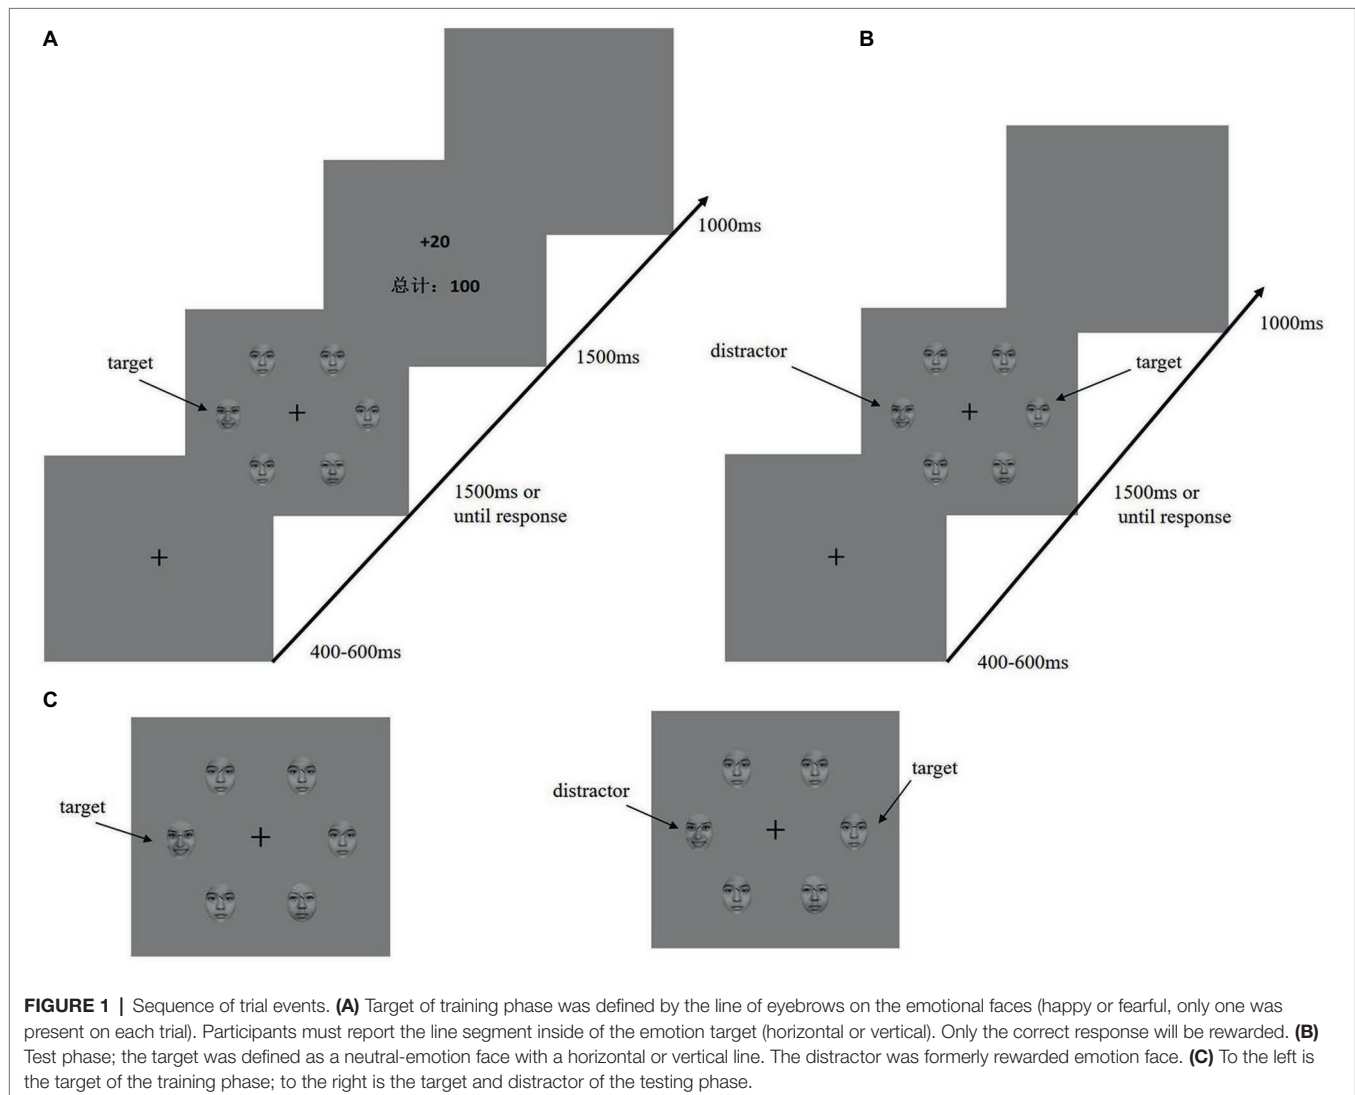 A
B
+20
总计：100
1000ms
1500ms
target
1500ms or
until response
400-600ms
distractor
target
1000ms
1500ms or
until response
400-600ms
C
target
distractor
target
FIGURE 1 | Sequence of trial events. (A) Target of training phase was defined by the line of eyebrows on the emotional faces (happy or fearful, only one was
present on each trial). Participants must report the line segment inside of the emotion target (horizontal or vertical). Only the correct response will be rewarded. (B)
Test phase; the target was defined as a neutral-emotion face with a horizontal or vertical line. The distractor was formerly rewarded emotion face. (C) To the left is
the target of the training phase; to the right is the target and distractor of the testing phase.